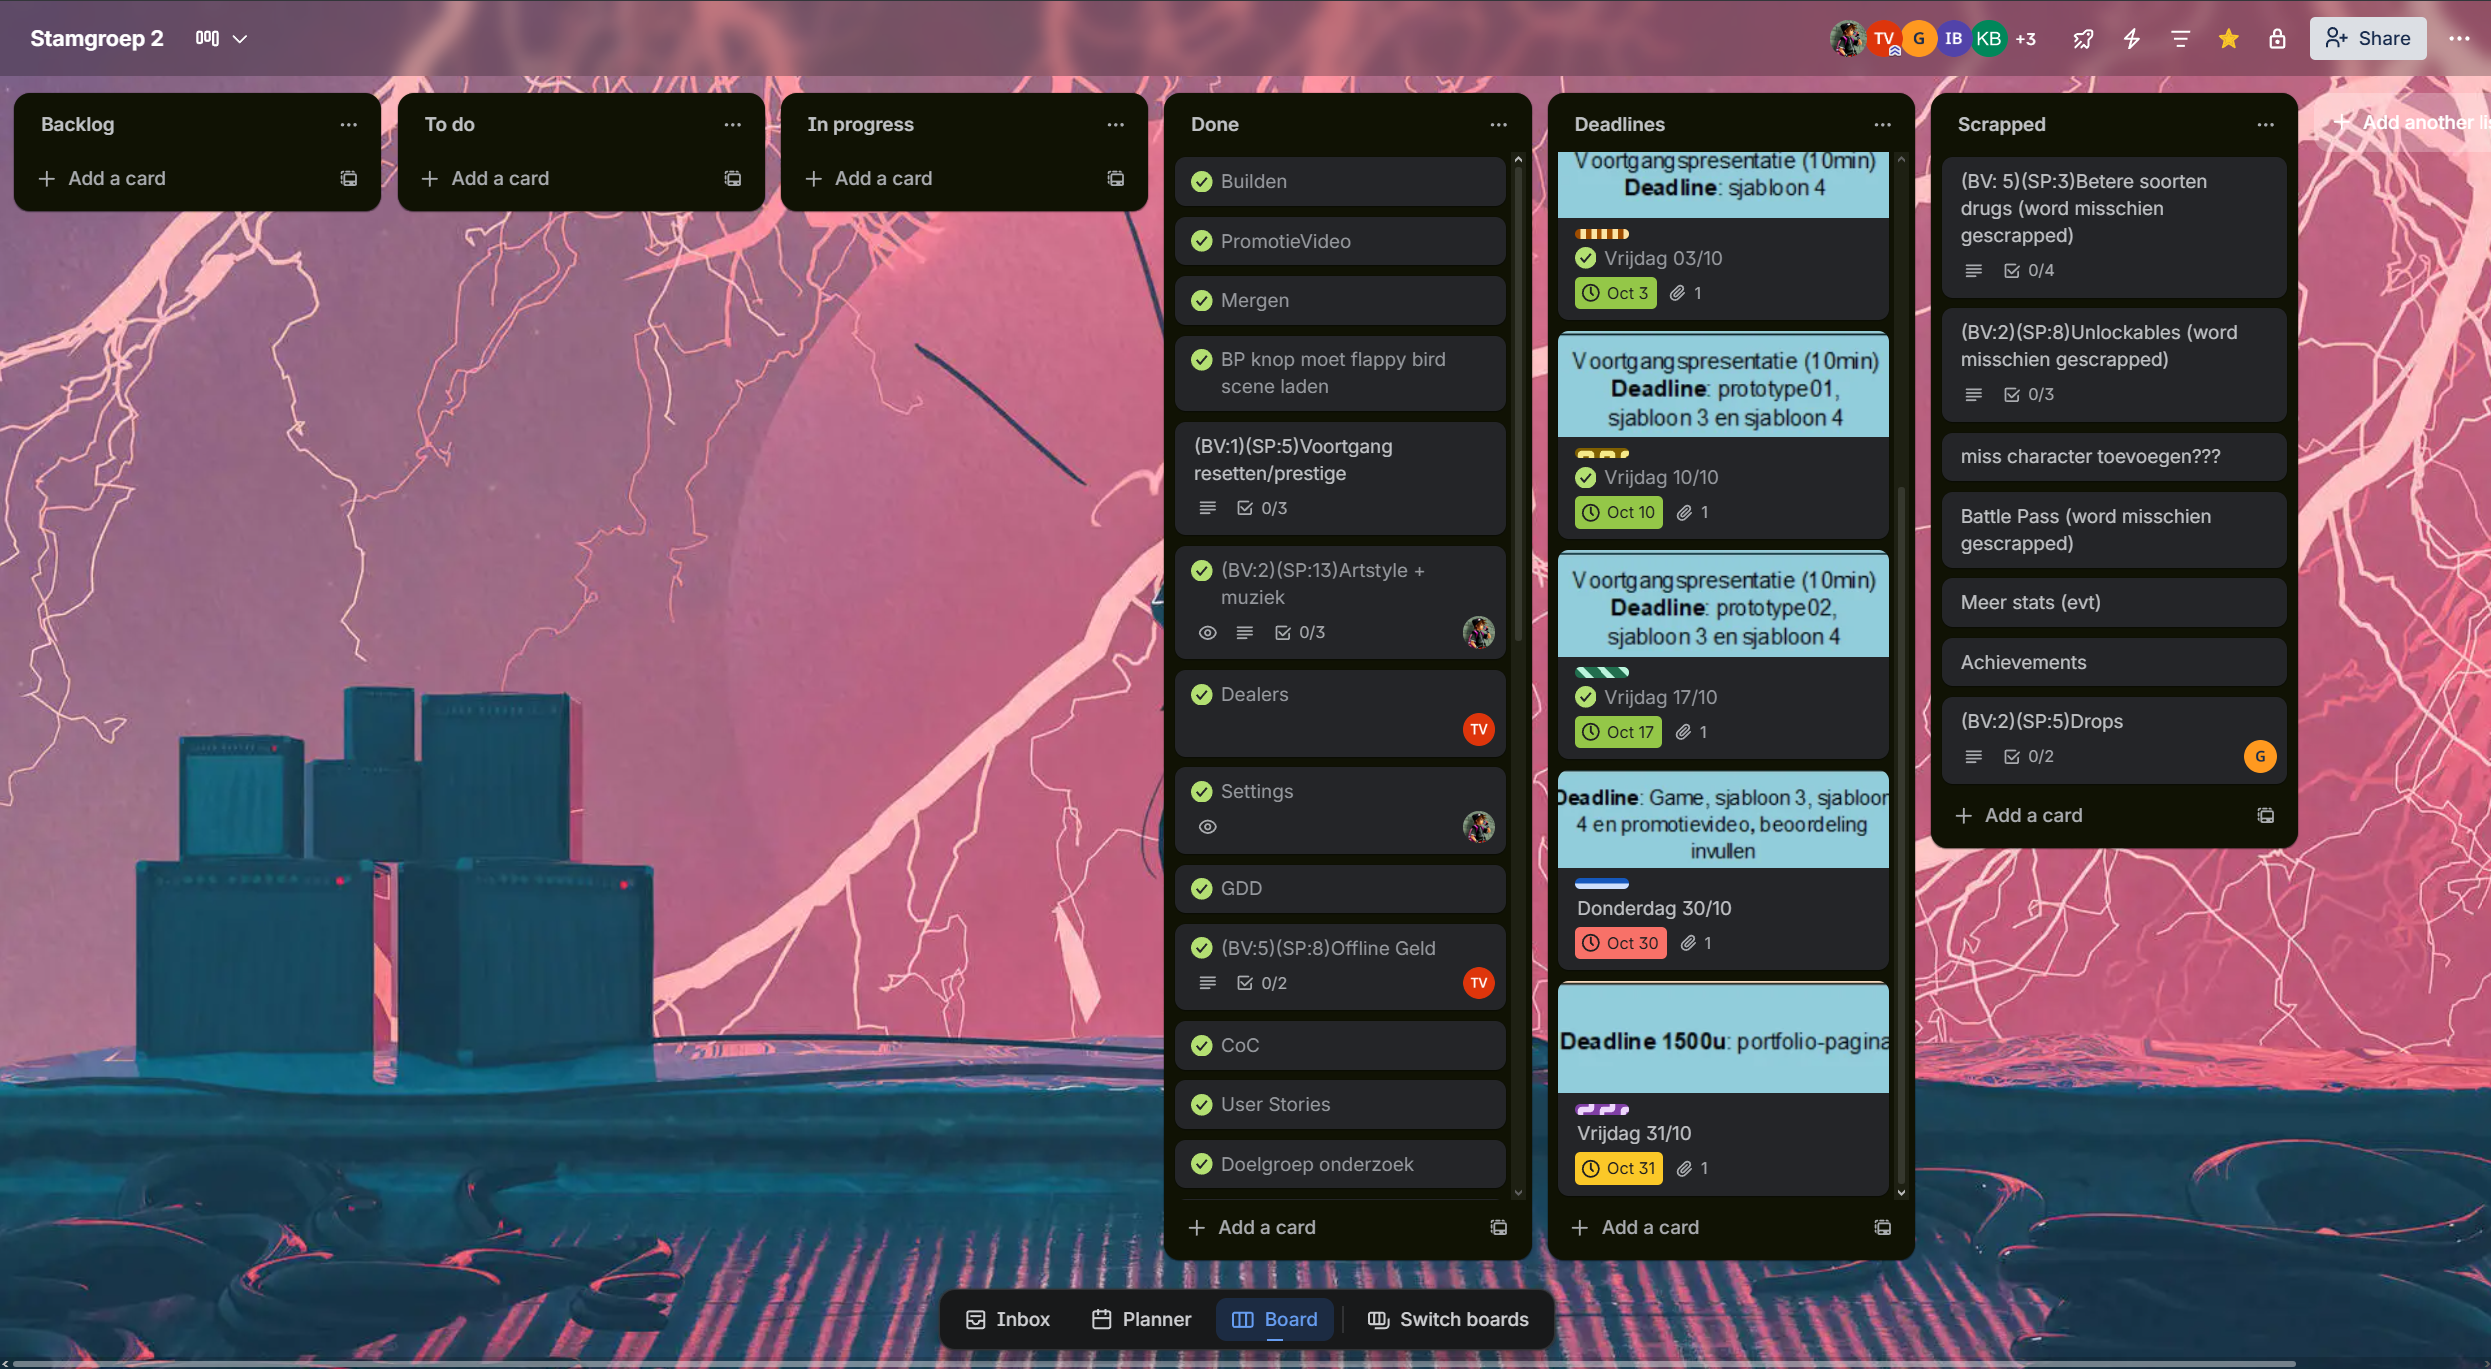 Stamgroep 2
TV
G
IB
KB
+3
Share
Backlog
Add a card
To do
Add a card
In progress
Add a card
Done
Builden
PromotieVideo
Mergen
BP knop moet flappy bird
scene laden
(BV:1)(SP:5)Voortgang
resetten/prestige
0/3
(BV:2)(SP:13)Artstyle +
muziek
0/3
Dealers
TV
Settings
GDD
(BV:5)(SP:8)Offline Geld
0/2
TV
CoC
User Stories
Doelgroep onderzoek
Add a card
Deadlines
Voortgangspresentatie (10min)
Deadline: sjabloon 4
Vrijdag 03/10
Oct 3
1
Voortgangspresentatie (10min)
Deadline: prototype01,
sjabloon 3 en sjabloon 4
Vrijdag 10/10
Oct 10
1
Voortgangspresentatie (10min)
Deadline: prototype02,
sjabloon 3 en sjabloon 4
Vrijdag 17/10
Oct 17
1
Deadline: Game, sjabloon 3, sjabloon
4 en promotievideo, beoordeling
invullen
Donderdag 30/10
Oct 30
1
Deadline 1500u: portfolio-pagina
Vrijdag 31/10
Oct 31
1
Add a card
Scrapped
(BV: 5)(SP:3)Betere soorten
drugs (word misschien
gescrapped)
0/4
(BV:2)(SP:8)Unlockables (word
misschien gescrapped)
0/3
miss character toevoegen???
Battle Pass (word misschien
gescrapped)
Meer stats (evt)
Achievements
(BV:2)(SP:5)Drops
0/2
G
Add a card
Add another li
Inbox
Planner
Board
Switch boards